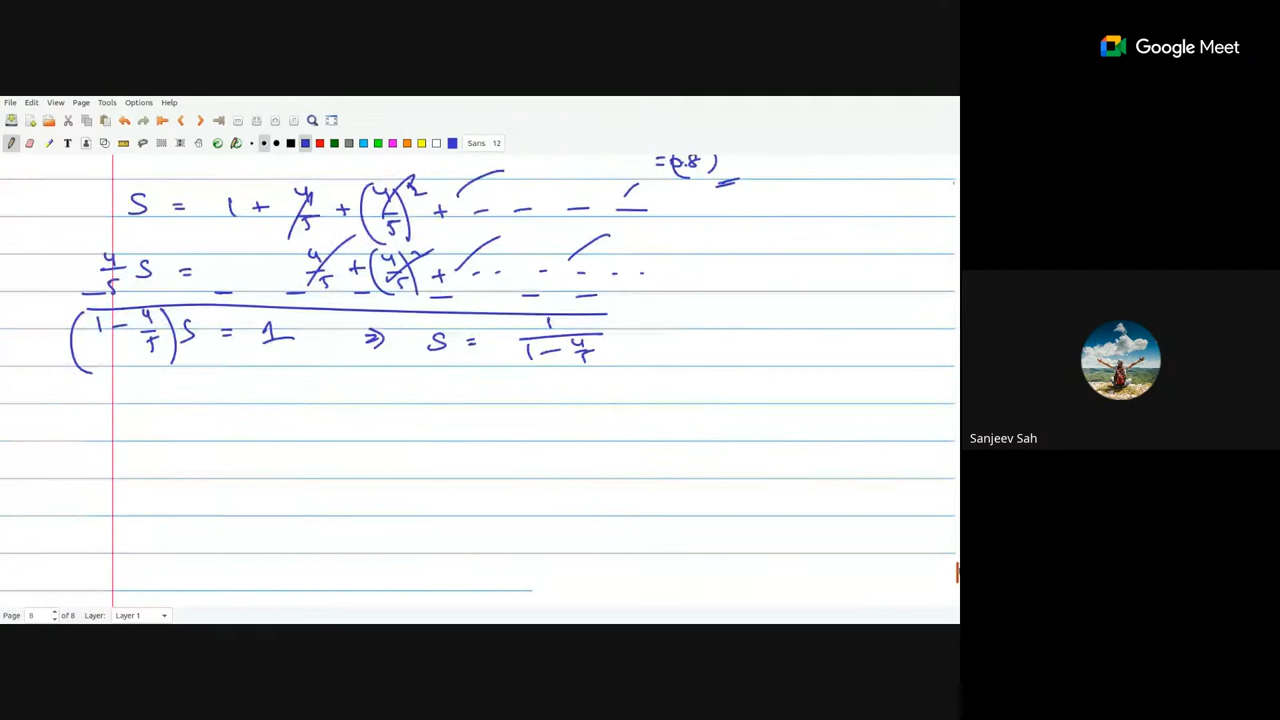 Google Meet
File Edit View Page Tools Options Help
Sans 12
= (0.8)
S = 1 + 4/5 + (4/5)² + - - - -
4/5 S = 4/5 + (4/5)² + - - - - - -
(1 - 4/5) S = 1 ⇒ S = 1/(1 - 4/5)
Sanjeev Sah
Page 8 of 8 Layer: Layer 1